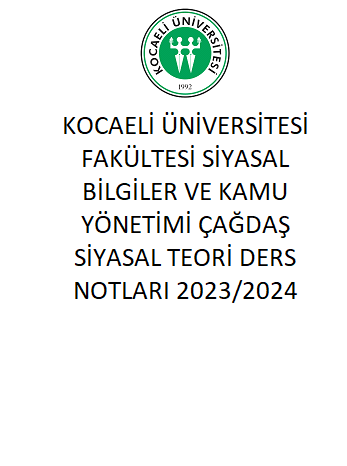 KOCAELİ ÜNİVERSİTESİ
1992
KOCAELİ ÜNİVERSİTESİ
FAKÜLTESİ SİYASAL
BİLGİLER VE KAMU
YÖNETİMİ ÇAĞDAŞ
SİYASAL TEORİ DERS
NOTLARI 2023/2024